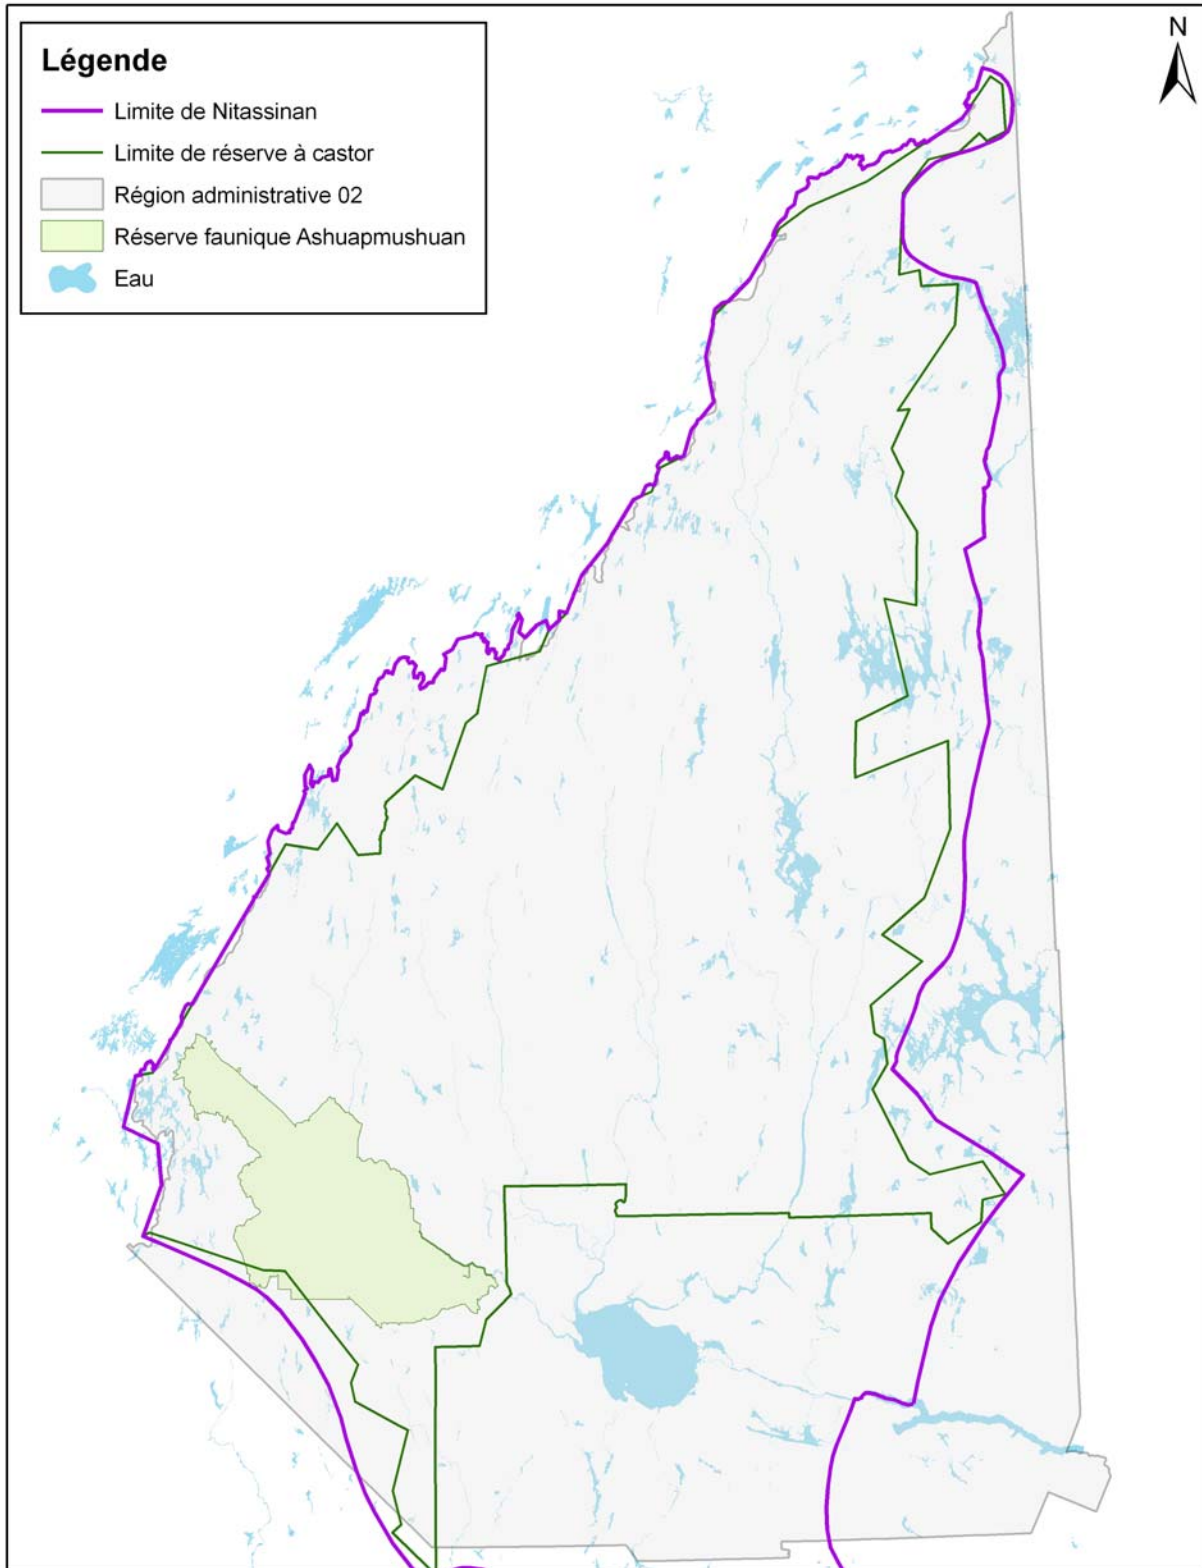 Légende
Limite de Nitassinan
Limite de réserve à castor
Région administrative 02
Réserve faunique Ashuapmushuan
Eau
N